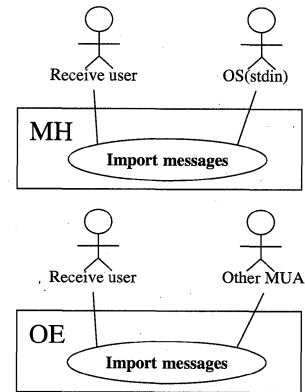 Receive user
OS(stdin)
MH
Import messages
Receive user
Other MUA
OE
Import messages